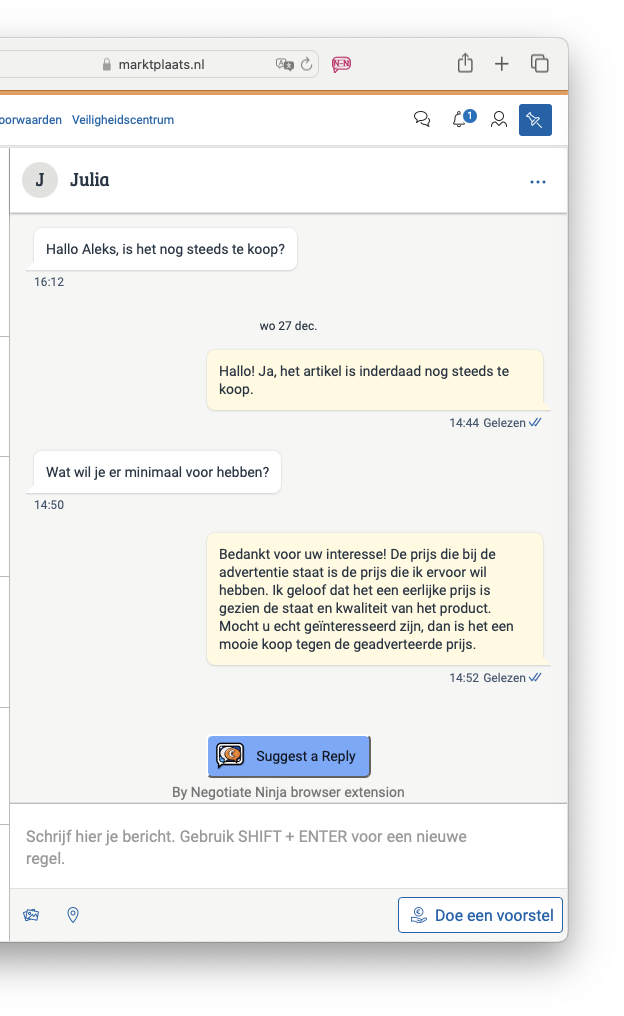 marktplaats.nl
N-N
oorwaarden Veiligheidscentrum
1
J Julia
Hallo Aleks, is het nog steeds te koop?
16:12
wo 27 dec.
Hallo! Ja, het artikel is inderdaad nog steeds te
koop.
14:44 Gelezen
Wat wil je er minimaal voor hebben?
14:50
Bedankt voor uw interesse! De prijs die bij de
advertentie staat is de prijs die ik ervoor wil
hebben. Ik geloof dat het een eerlijke prijs is
gezien de staat en kwaliteit van het product.
Mocht u echt geïnteresseerd zijn, dan is het een
mooie koop tegen de geadverteerde prijs.
14:52 Gelezen
Suggest a Reply
By Negotiate Ninja browser extension
Schrijf hier je bericht. Gebruik SHIFT + ENTER voor een nieuwe
regel.
Doe een voorstel